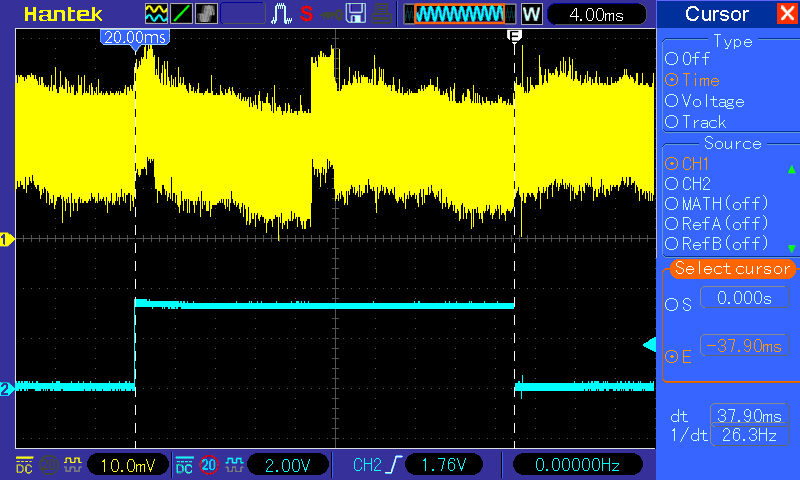 Hantek
S
W
4.00ms
Cursor
20.00ms
E
Type
Off
Time
Voltage
Track
Source
CH1
CH2
MATH(off)
RefA(off)
RefB(off)
Select cursor
S 0.000s
E -37.90ms
dt 37.90ms
1/dt 26.3Hz
1
2
DC 20 10.0mV DC 20 2.00V CH2 1.76V 0.00000Hz